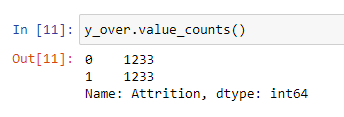 In [11]: y_over.value_counts()
Out[11]: 0    1233
1    1233
Name: Attrition, dtype: int64